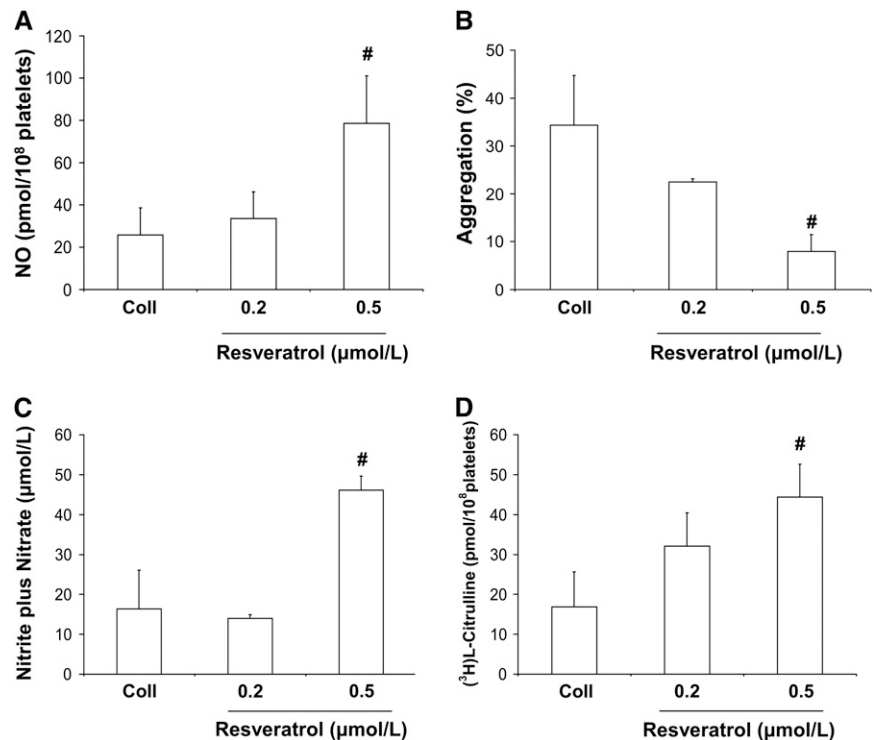 A
NO (pmol/10⁸ platelets)
120
100
80
60
40
20
0
#
Coll
0.2
0.5
Resveratrol (µmol/L)
B
Aggregation (%)
50
40
30
20
10
0
#
Coll
0.2
0.5
Resveratrol (µmol/L)
C
Nitrite plus Nitrate (µmol/L)
60
50
40
30
20
10
0
#
Coll
0.2
0.5
Resveratrol (µmol/L)
D
(³H)L-Citrulline (pmol/10⁸platelets)
60
50
40
30
20
10
0
#
Coll
0.2
0.5
Resveratrol (µmol/L)